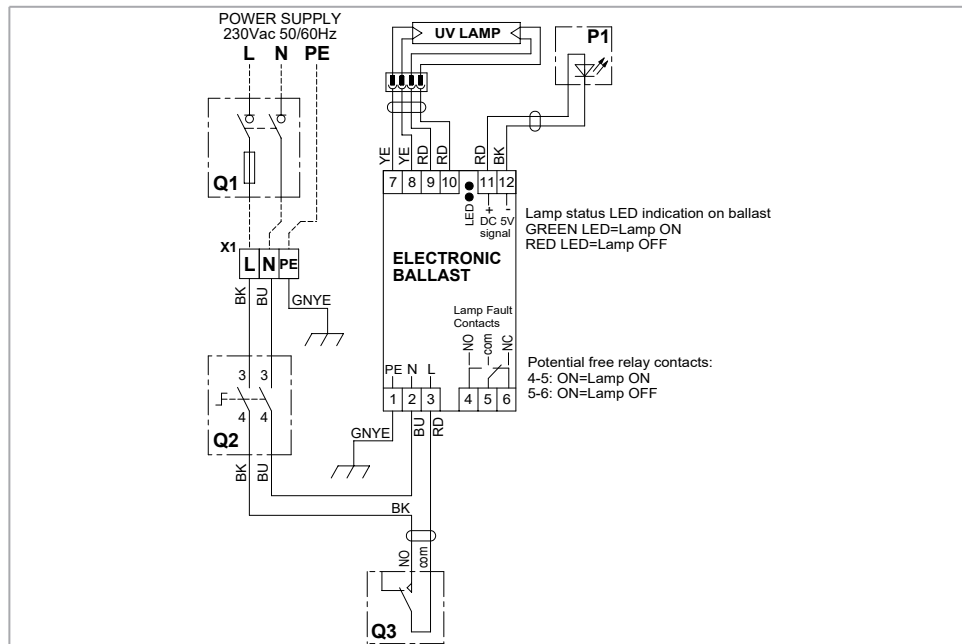 POWER SUPPLY
230Vac 50/60Hz
L N PE
Q1
X1
L N PE
BK
BU
GNYE
3 3
4 4
Q2
BK
BU
UV LAMP
P1
YE
YE
RD
RD
RD
BK
7 8 9 10 11 12
LED
+ -
DC 5V
signal
Lamp status LED indication on ballast
GREEN LED=Lamp ON
RED LED=Lamp OFF
ELECTRONIC
BALLAST
Lamp Fault
Contacts
NO
com
NC
Potential free relay contacts:
4-5: ON=Lamp ON
5-6: ON=Lamp OFF
PE N L
1 2 3 4 5 6
GNYE
BU
RD
BK
NO
com
Q3